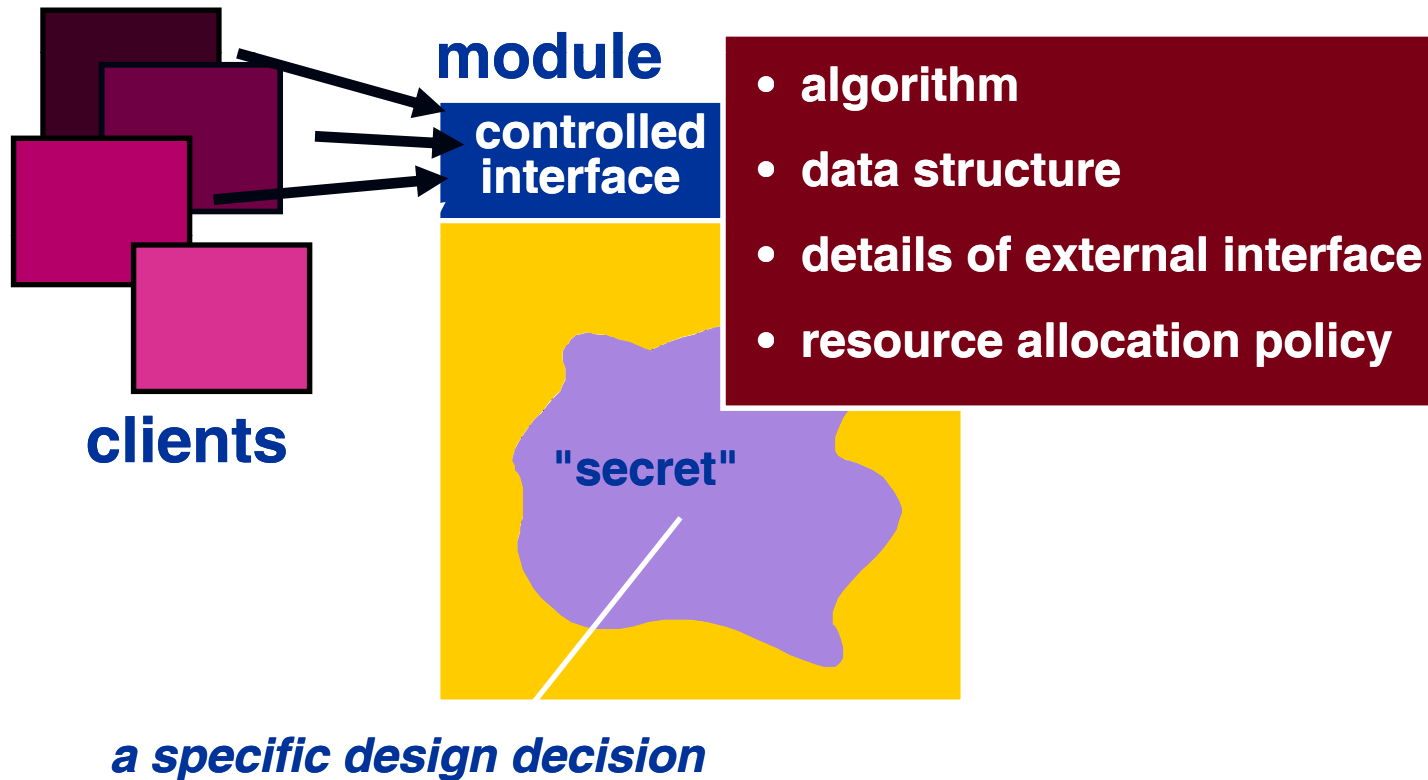 module
controlled
interface
• algorithm
• data structure
• details of external interface
• resource allocation policy
clients
"secret"
a specific design decision